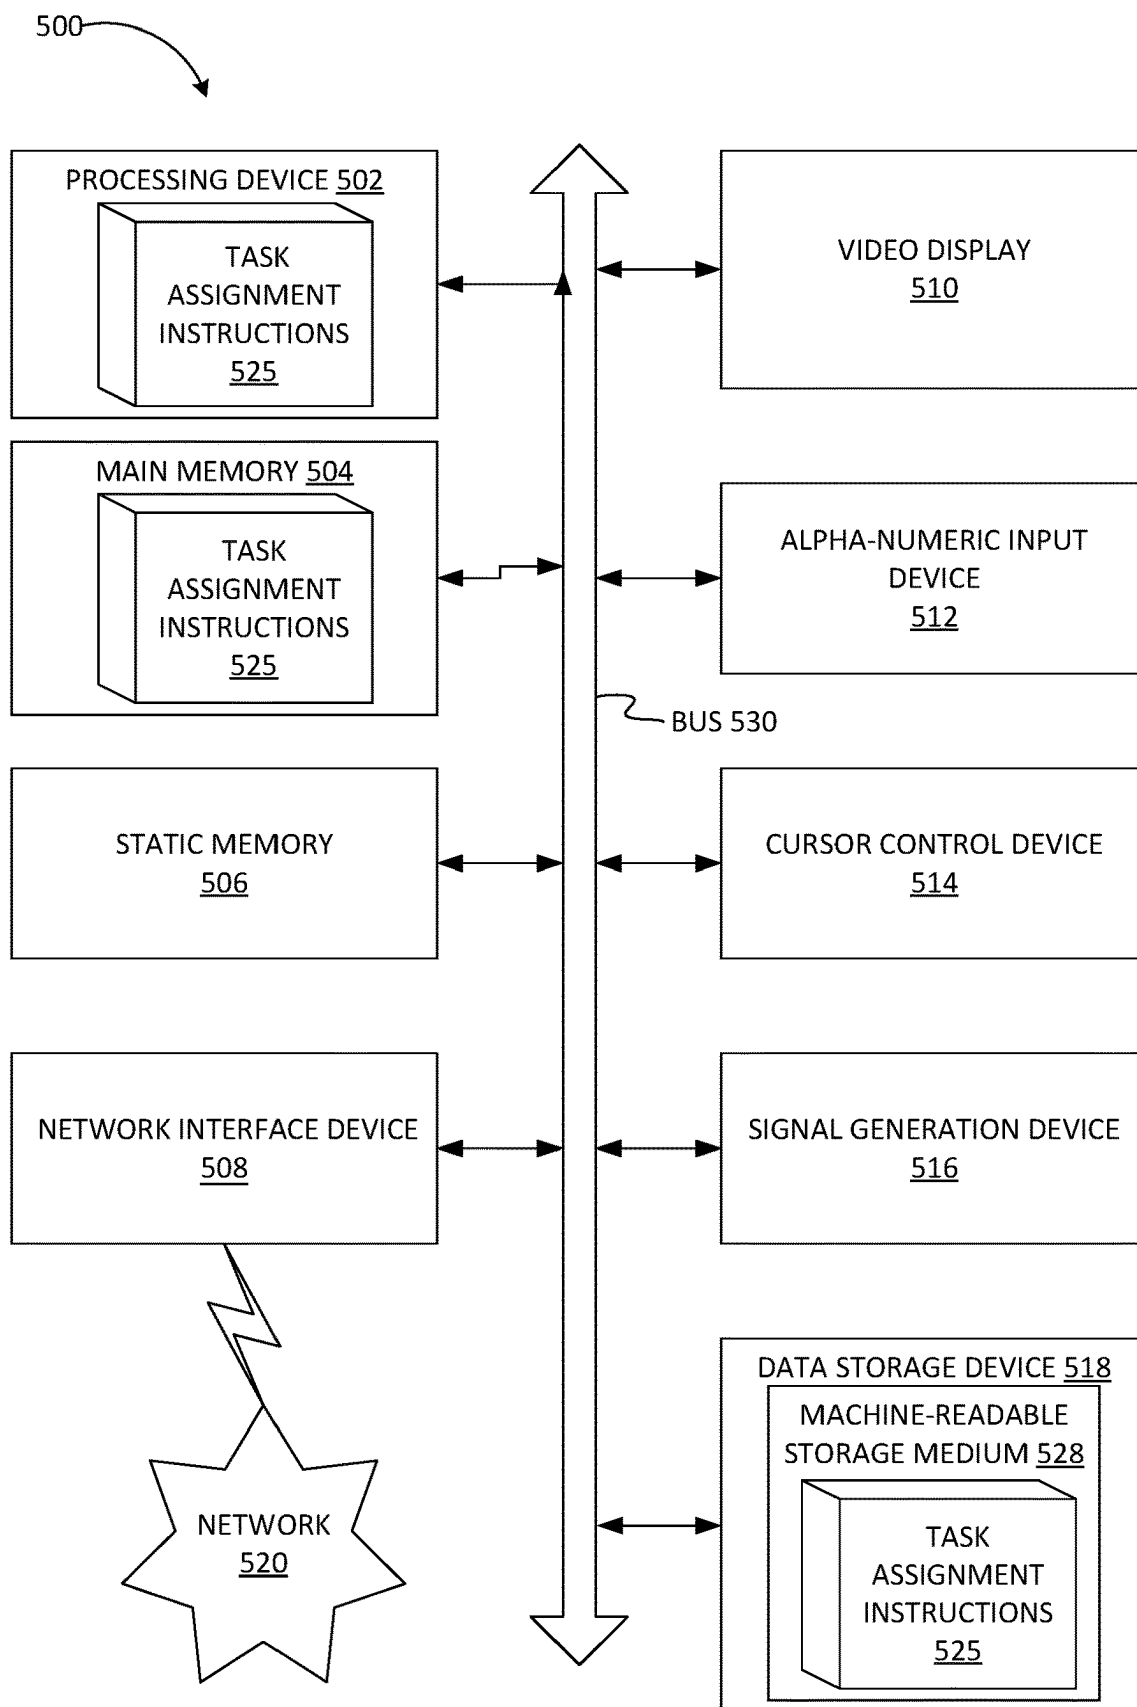 500
PROCESSING DEVICE 502
TASK
ASSIGNMENT
INSTRUCTIONS
525
MAIN MEMORY 504
TASK
ASSIGNMENT
INSTRUCTIONS
525
STATIC MEMORY
506
NETWORK INTERFACE DEVICE
508
NETWORK
520
BUS 530
VIDEO DISPLAY
510
ALPHA-NUMERIC INPUT
DEVICE
512
CURSOR CONTROL DEVICE
514
SIGNAL GENERATION DEVICE
516
DATA STORAGE DEVICE 518
MACHINE-READABLE
STORAGE MEDIUM 528
TASK
ASSIGNMENT
INSTRUCTIONS
525